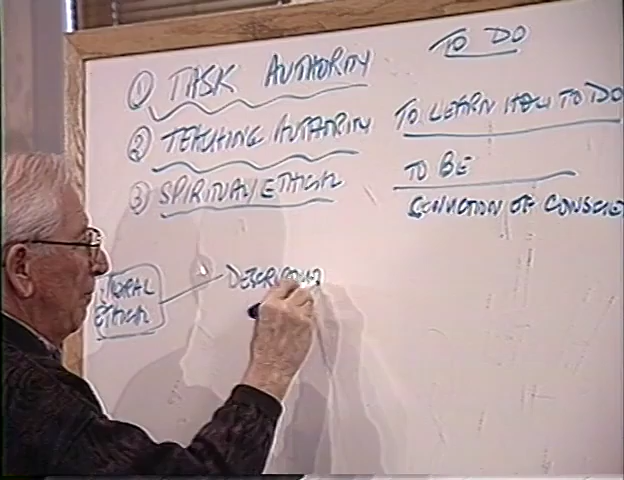 TO DO
① TASK AUTHORITY
② TEACHING AUTHORITY TO LEARN HOW TO DO
③ SPIRITUAL/ETHICAL TO BE
CONVICTION OF CONSCIE
MORAL
ETHICAL